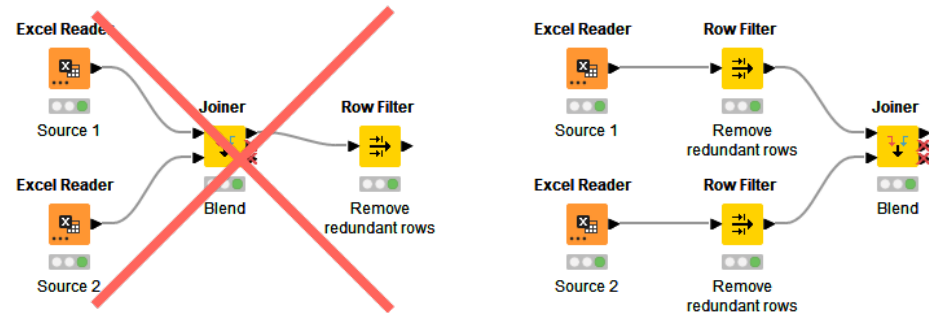 Excel Reader
Source 1
Excel Reader
Source 2
Joiner
Blend
Row Filter
Remove
redundant rows
Excel Reader
Source 1
Row Filter
Remove
redundant rows
Excel Reader
Source 2
Row Filter
Remove
redundant rows
Joiner
Blend